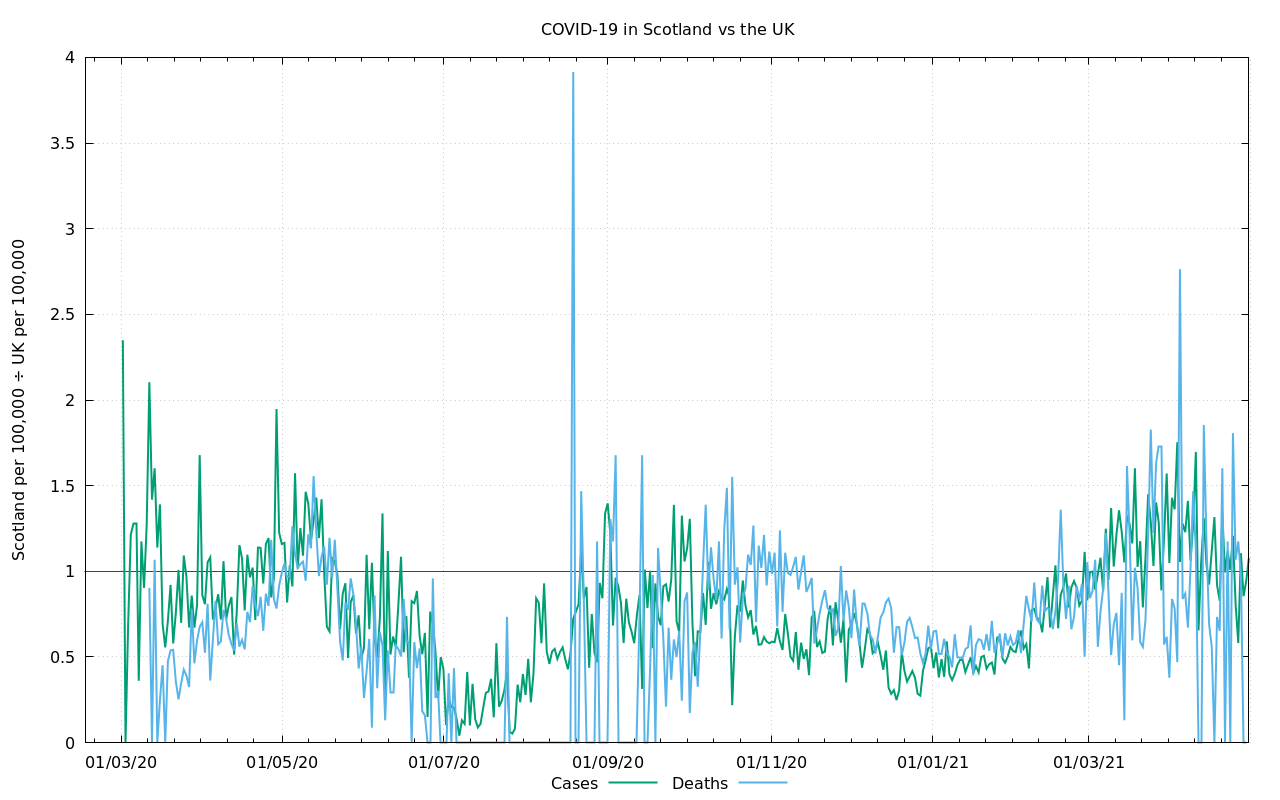 COVID-19 in Scotland vs the UK
Scotland per 100,000 ÷ UK per 100,000
4
3.5
3
2.5
2
1.5
1
0.5
0
01/03/20 01/05/20 01/07/20 01/09/20 01/11/20 01/01/21 01/03/21
Cases Deaths